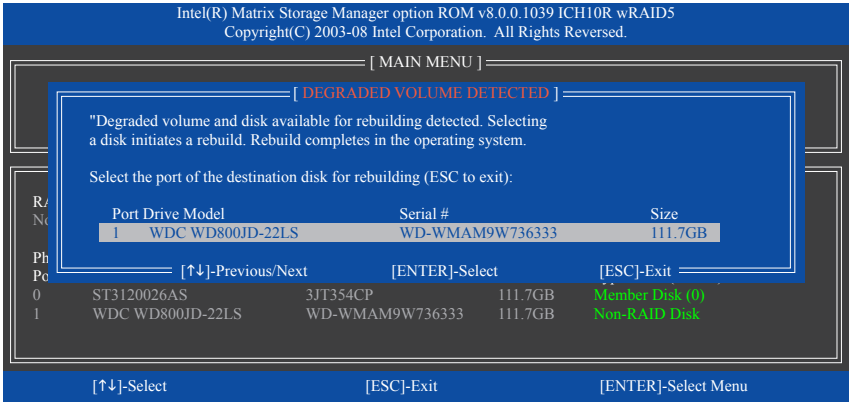 Intel(R) Matrix Storage Manager option ROM v8.0.0.1039 ICH10R wRAID5
Copyright(C) 2003-08 Intel Corporation. All Rights Reversed.
[ MAIN MENU ]
[ DEGRADED VOLUME DETECTED ]
"Degraded volume and disk available for rebuilding detected. Selecting
a disk initiates a rebuild. Rebuild completes in the operating system.
Select the port of the destination disk for rebuilding (ESC to exit):
Port Drive Model Serial # Size
1 WDC WD800JD-22LS WD-WMAM9W736333 111.7GB
[↑↓]-Previous/Next [ENTER]-Select [ESC]-Exit
0 ST3120026AS 3JT354CP 111.7GB Member Disk (0)
1 WDC WD800JD-22LS WD-WMAM9W736333 111.7GB Non-RAID Disk
[↑↓]-Select [ESC]-Exit [ENTER]-Select Menu